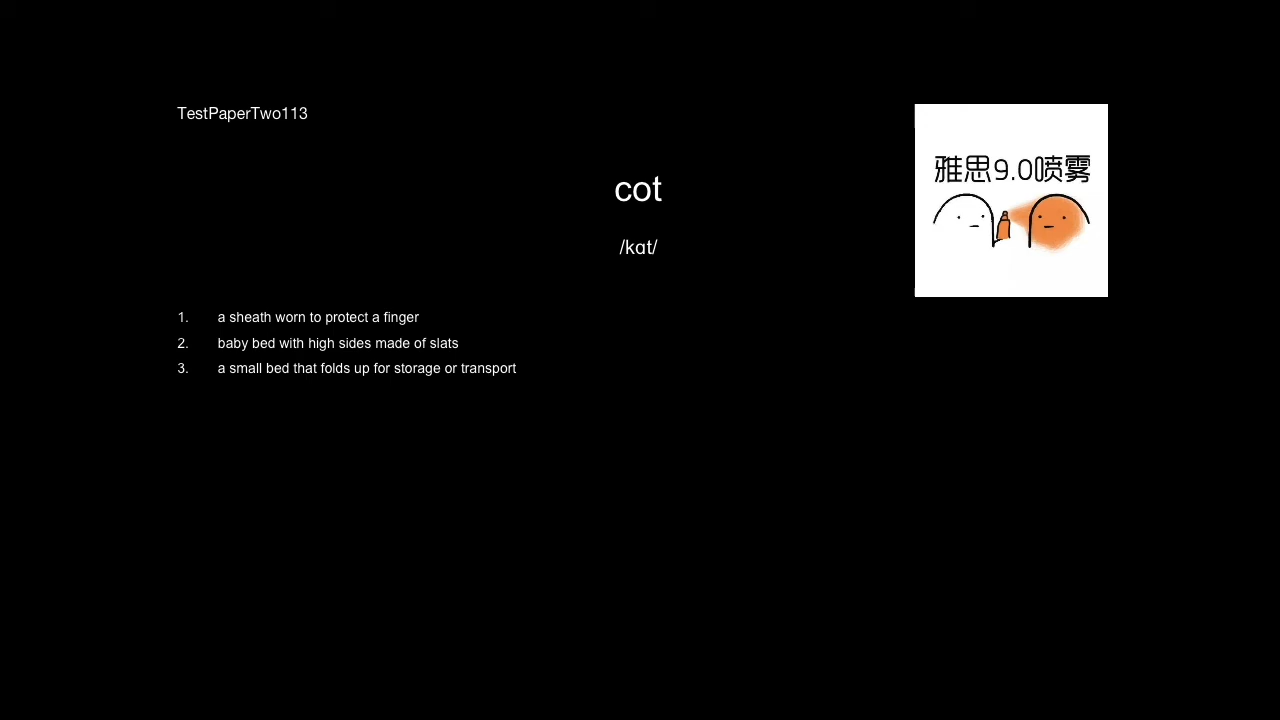 TestPaperTwo113
雅思9.0喷雾
cot
/kɑt/
1. a sheath worn to protect a finger
2. baby bed with high sides made of slats
3. a small bed that folds up for storage or transport